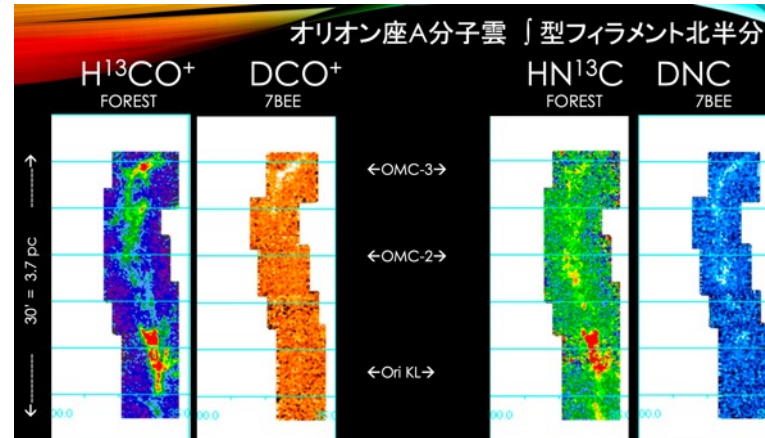 オリオン座A分子雲 ∫型フィラメント北半分
H¹³CO⁺
FOREST
DCO⁺
7BEE
HN¹³C
FOREST
DNC
7BEE
←OMC-3→
←OMC-2→
←Ori KL→
30' = 3.7 pc